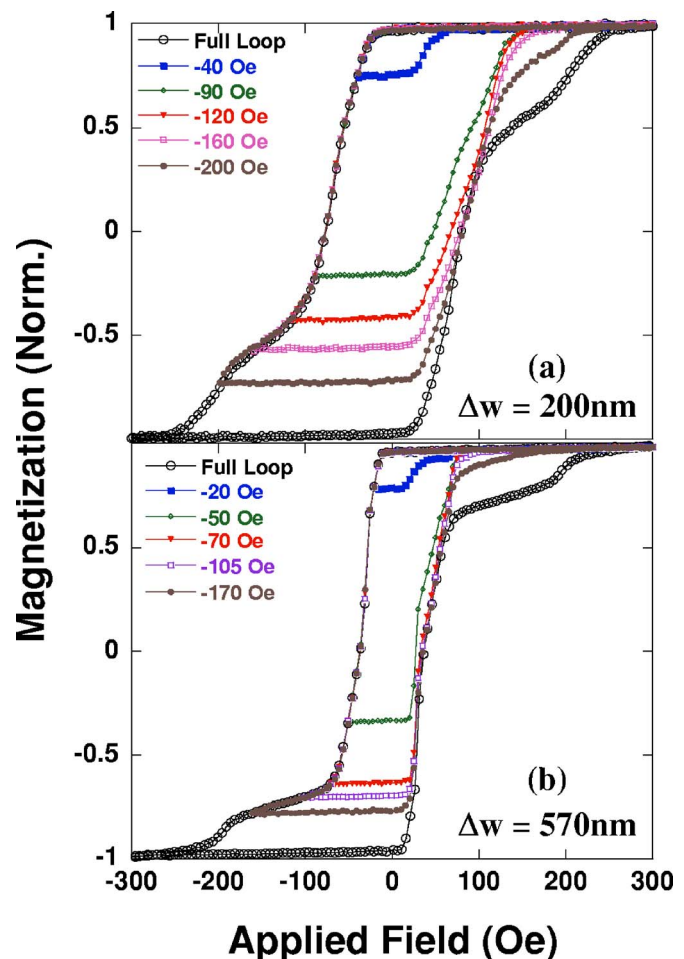 1
Full Loop
-40 Oe
-90 Oe
-120 Oe
-160 Oe
-200 Oe
0.5
0
-0.5
(a)
Δw = 200nm
Full Loop
-20 Oe
-50 Oe
-70 Oe
-105 Oe
-170 Oe
0.5
0
-0.5
(b)
Δw = 570nm
-1
-300 -200 -100 0 100 200 300
Applied Field (Oe)
Magnetization (Norm.)